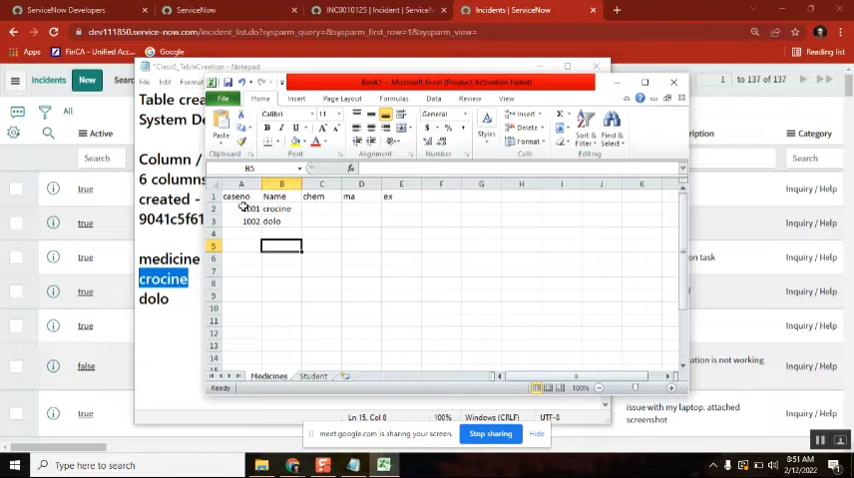 ServiceNow Developers
ServiceNow
INC0010125 | Incident | ServiceNow
Incidents | ServiceNow
dev111850.service-now.com/incident_list.do?sysparm_query=&sysparm_first_row=1&sysparm_view=
Apps
FinCA - Unified Acc...
Google
Reading list
Incidents
New
Sear
1 to 137 of 137
All
Active
Search
ription
Category
Search
true
true
true
true
true
false
true
Inquiry / Help
Inquiry / Help
on task
Inquiry / Help
Inquiry / Help
Inquiry / Help
ation is not working
Inquiry / Help
issue with my laptop. attached
screenshot
Inquiry / Help
*Class8_TableCreation - Notepad
File Edit Format
Table crea
System De
Column /
6 columns
created -
9041c5f61
medicine
crocine
dolo
Ln 15, Col 8
100%
Windows (CRLF)
UTF-8
Book1 - Microsoft Excel (Product Activation Failed)
File
Home
Insert
Page Layout
Formulas
Data
Review
View
Paste
Clipboard
Calibri
11
B I U
Font
Alignment
General
$ % ,
Number
Styles
Insert
Delete
Format
Cells
Sort &
Filter
Find &
Select
Editing
B5
fx
A B C D E F G H I J K
1 caseno Name chem ma ex
2 1001 crocine
3 1002 dolo
4
5
6
7
8
9
10
11
12
13
14
Medicines
Student
Ready
100%
meet.google.com is sharing your screen.
Stop sharing
Hide
Type here to search
8:51 AM
2/12/2022